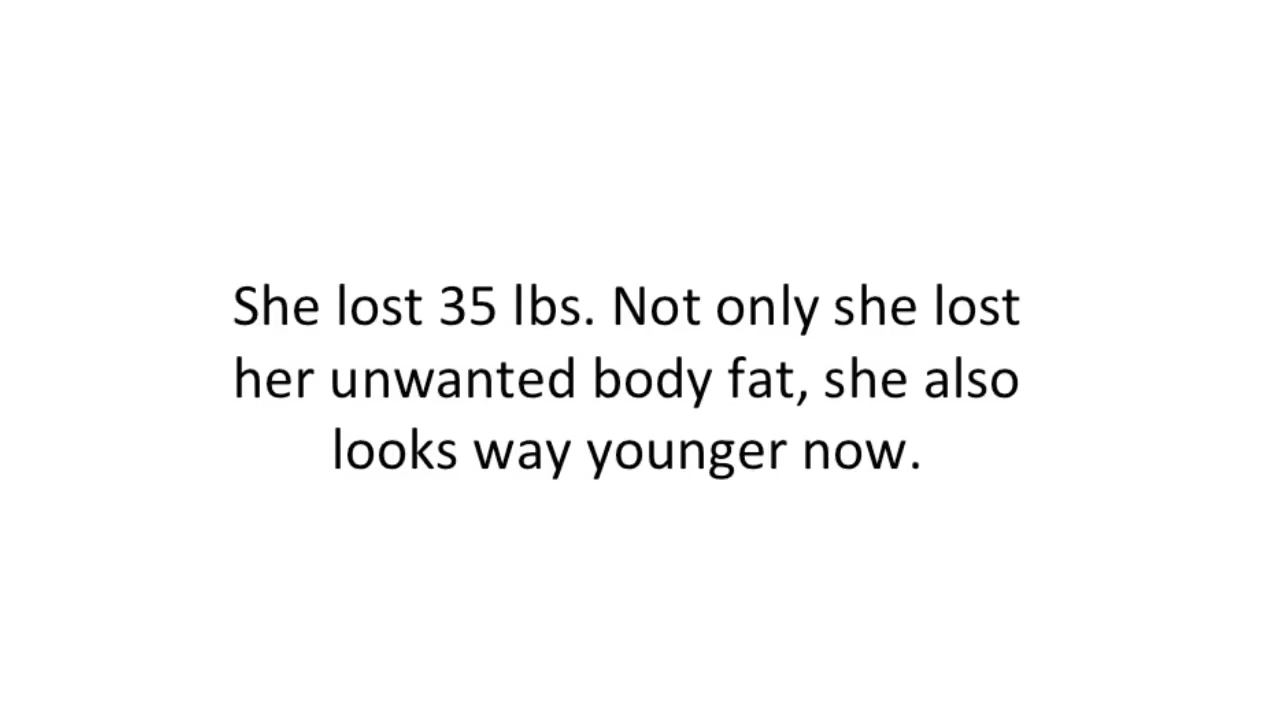 She lost 35 lbs. Not only she lost
her unwanted body fat, she also
looks way younger now.